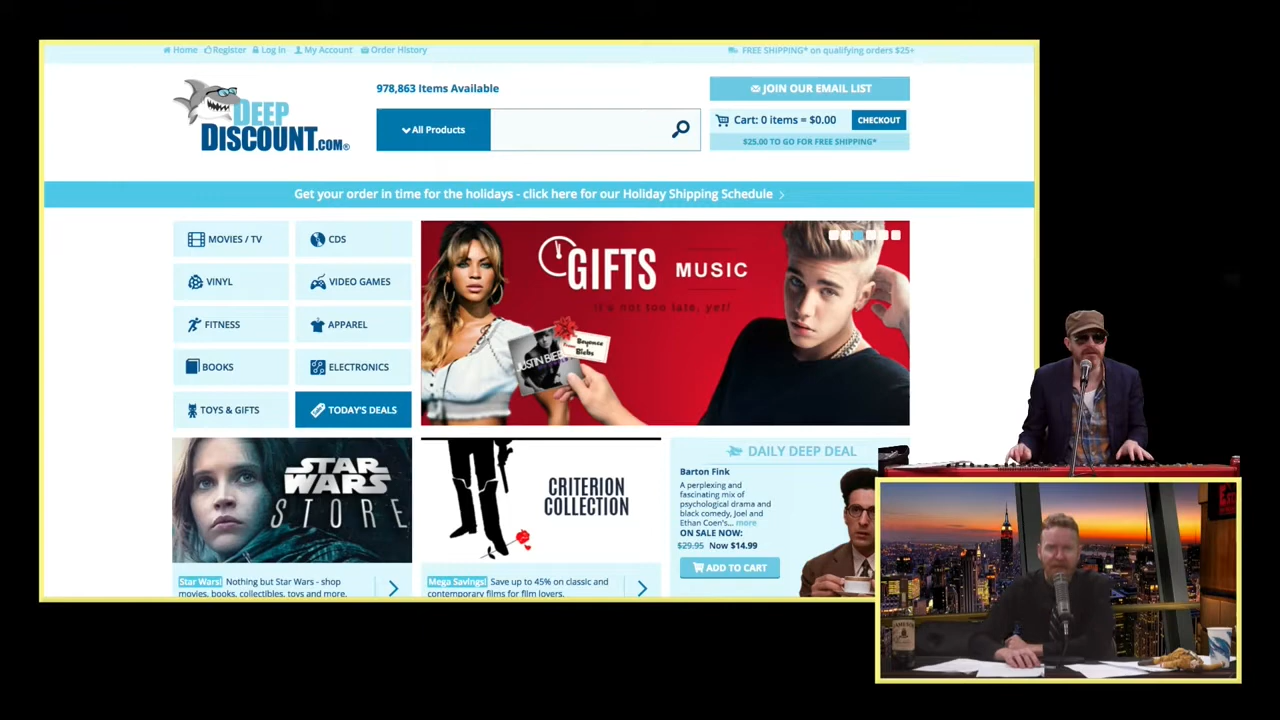 Home Register Log In My Account Order History
FREE SHIPPING* on qualifying orders $25+
DEEP
DISCOUNT.COM®
978,863 Items Available
All Products
JOIN OUR EMAIL LIST
Cart: 0 items = $0.00 CHECKOUT
$25.00 TO GO FOR FREE SHIPPING*
Get your order in time for the holidays - click here for our Holiday Shipping Schedule >
MOVIES / TV
CDS
VINYL
VIDEO GAMES
FITNESS
APPAREL
BOOKS
ELECTRONICS
TOYS & GIFTS
TODAY'S DEALS
GIFTS MUSIC
it's not too late, yet!
Beyonce
Biebs
STAR
WARS
STORE
Star Wars! Nothing but Star Wars - shop
movies, books, collectibles, toys and more.
CRITERION
COLLECTION
Mega Savings! Save up to 45% on classic and
contemporary films for film lovers.
DAILY DEEP DEAL
Barton Fink
A perplexing and
fascinating mix of
psychological drama and
black comedy, Joel and
Ethan Coen's... more
ON SALE NOW:
$29.95 Now $14.99
ADD TO CART
JAMESON